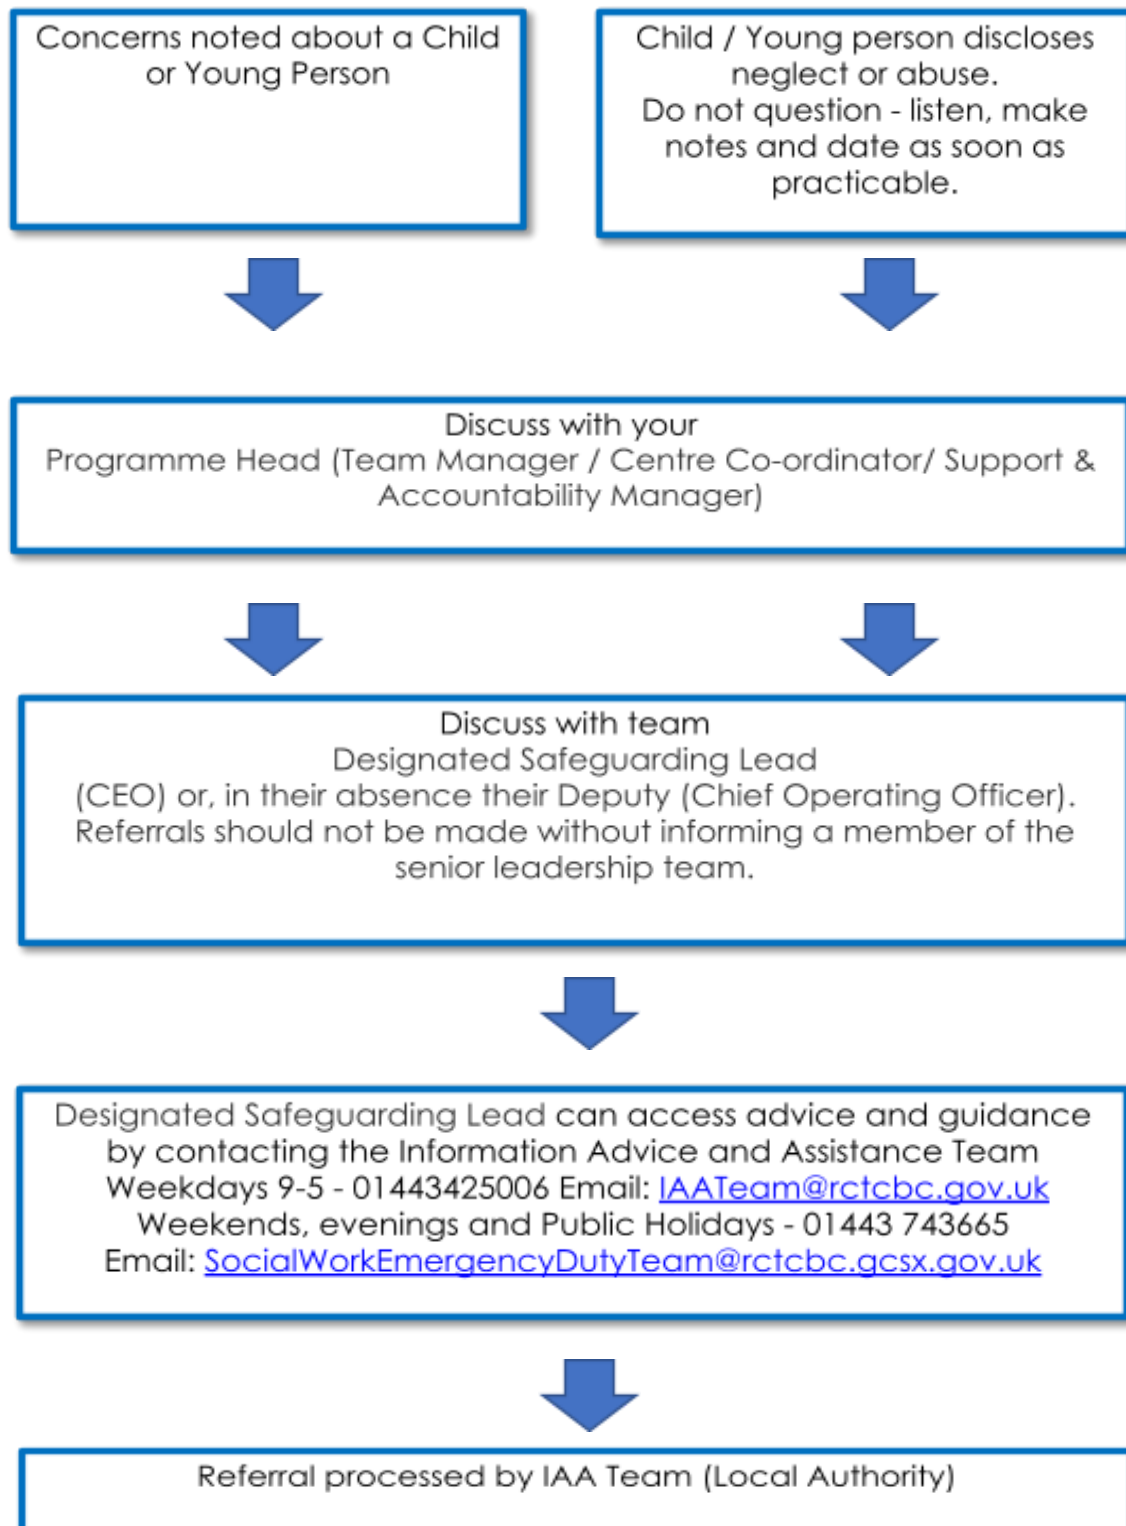 Concerns noted about a Child
or Young Person
Child / Young person discloses
neglect or abuse.
Do not question - listen, make
notes and date as soon as
practicable.
Discuss with your
Programme Head (Team Manager / Centre Co-ordinator/ Support &
Accountability Manager)
Discuss with team
Designated Safeguarding Lead
(CEO) or, in their absence their Deputy (Chief Operating Officer).
Referrals should not be made without informing a member of the
senior leadership team.
Designated Safeguarding Lead can access advice and guidance
by contacting the Information Advice and Assistance Team
Weekdays 9-5 - 01443425006 Email: IAATeam@rctcbc.gov.uk
Weekends, evenings and Public Holidays - 01443 743665
Email: SocialWorkEmergencyDutyTeam@rctcbc.gcsx.gov.uk
Referral processed by IAA Team (Local Authority)